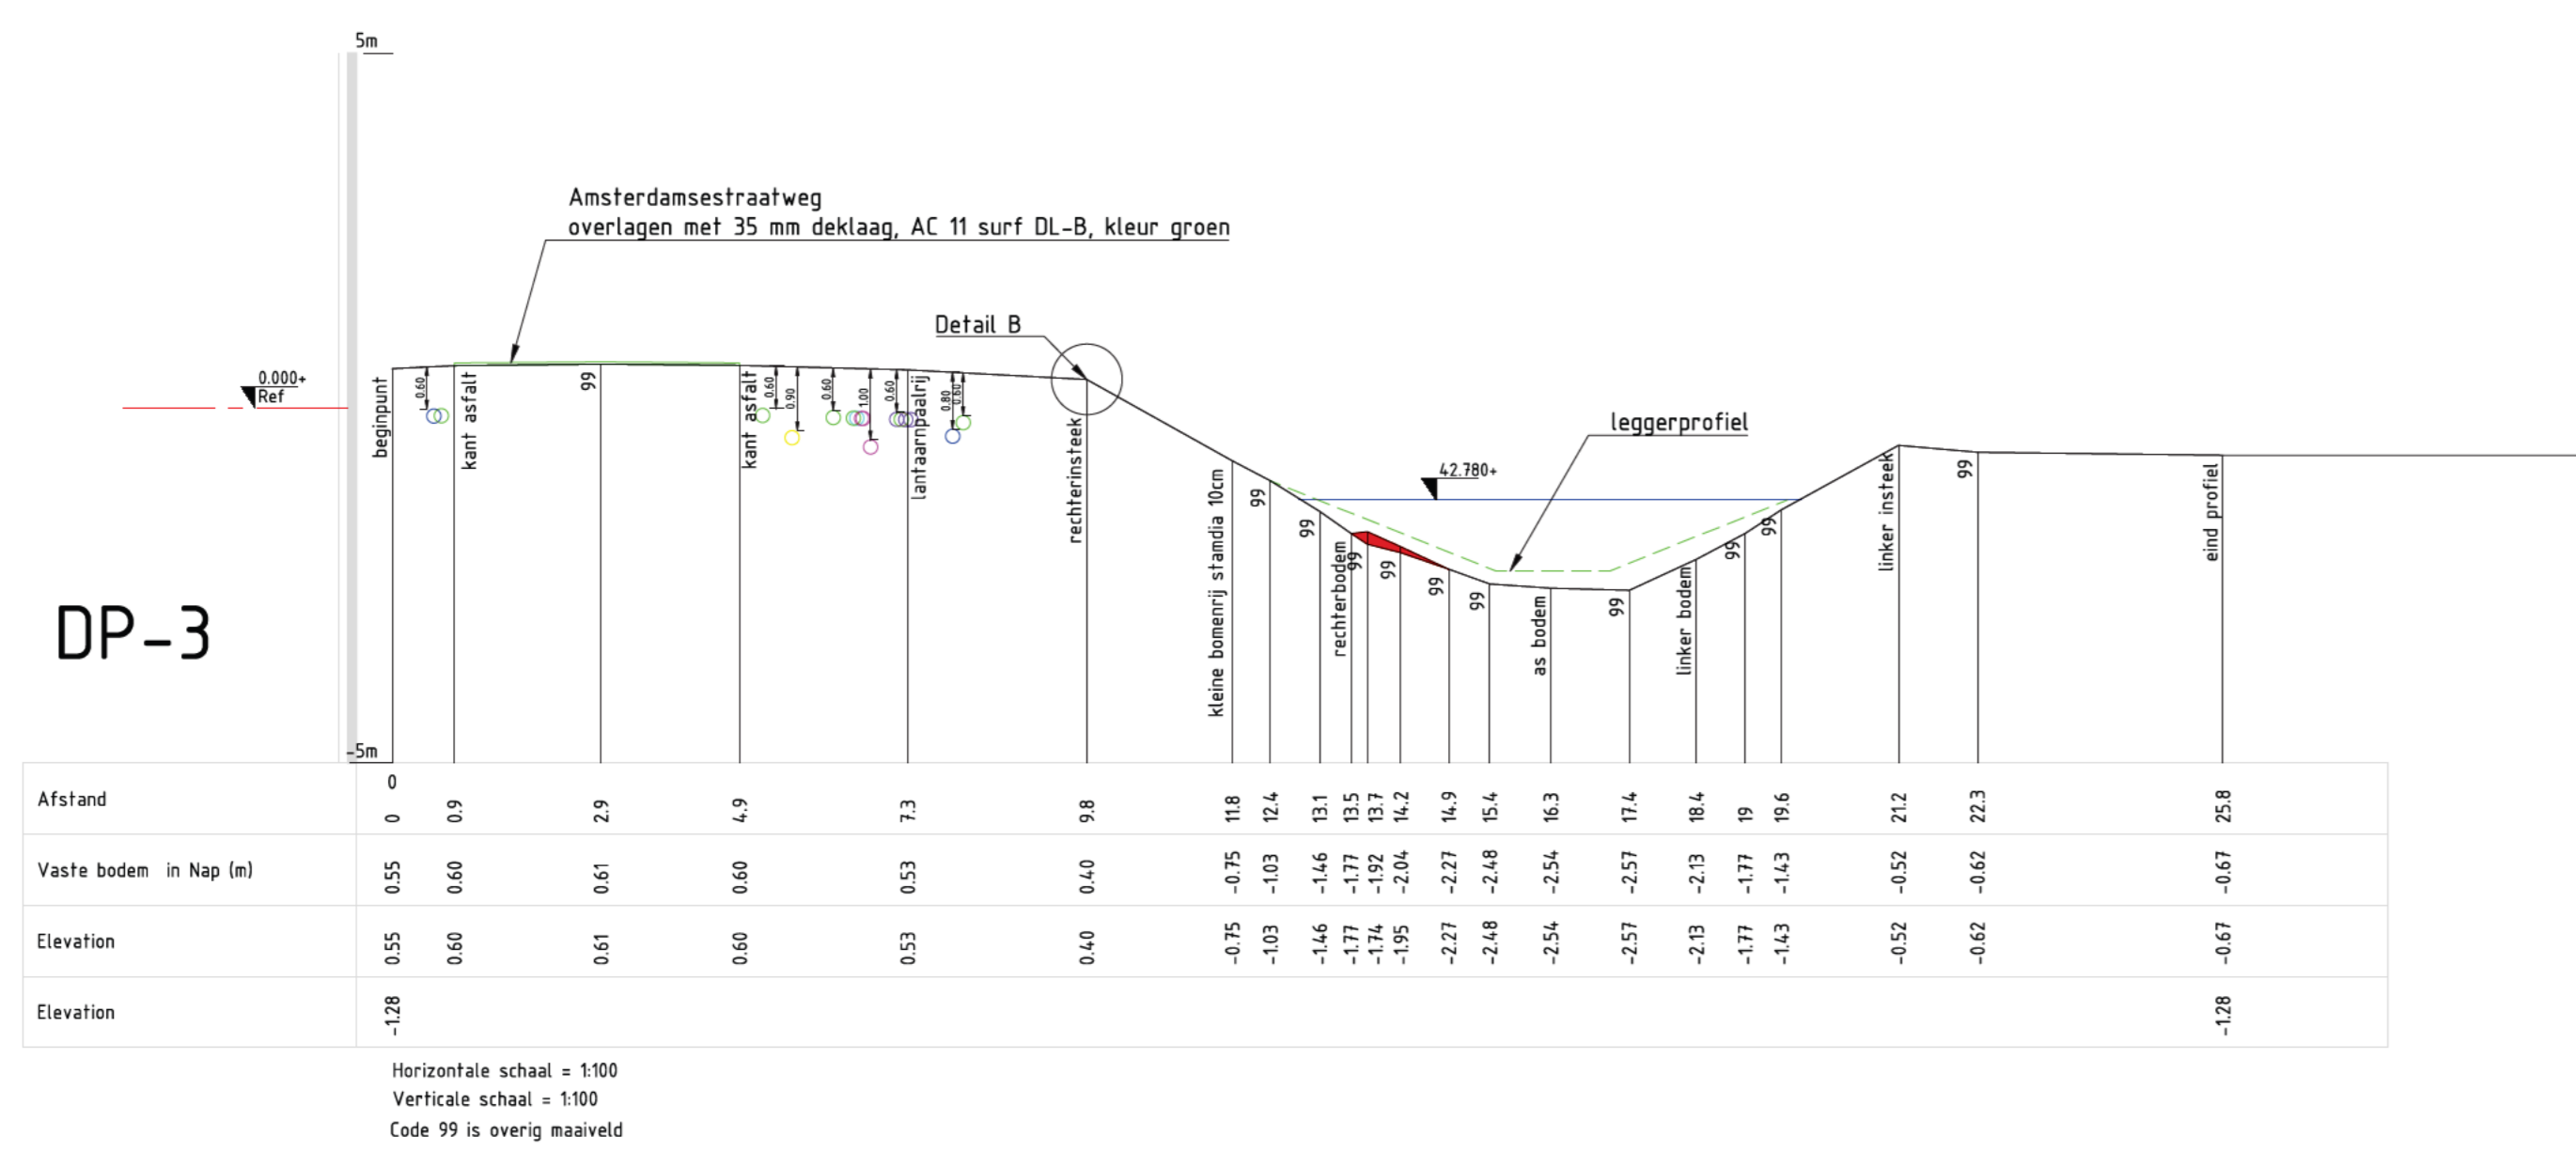 5m
Amsterdamsestraatweg
overlagen met 35 mm deklaag, AC 11 surf DL-B, kleur groen
Detail B
0.000+
Ref
leggerprofiel
42.780+
0.60
0.60
0.90
0.60
1.00
0.60
0.80
0.60
beginpunt
kant asfalt
99
kant asfalt
lantaarnpaalrij
rechterinsteek
kleine bomenrij stamdia 10cm
99
99
rechterbodem
99
99
99
99
as bodem
99
linker bodem
99
99
linker insteek
99
eind profiel
DP-3
-5m
0
Afstand 0 0.9 2.9 4.9 7.3 9.8 11.8 12.4 13.1 13.5 13.7 14.2 14.9 15.4 16.3 17.4 18.4 19 19.6 21.2 22.3 25.8
Vaste bodem in Nap (m) 0.55 0.60 0.61 0.60 0.53 0.40 -0.75 -1.03 -1.46 -1.77 -1.92 -2.04 -2.27 -2.48 -2.54 -2.57 -2.13 -1.77 -1.43 -0.52 -0.62 -0.67
Elevation 0.55 0.60 0.61 0.60 0.53 0.40 -0.75 -1.03 -1.46 -1.77 -1.74 -1.95 -2.27 -2.48 -2.54 -2.57 -2.13 -1.77 -1.43 -0.52 -0.62 -0.67
Elevation -1.28 -1.28
Horizontale schaal = 1:100
Verticale schaal = 1:100
Code 99 is overig maaiveld